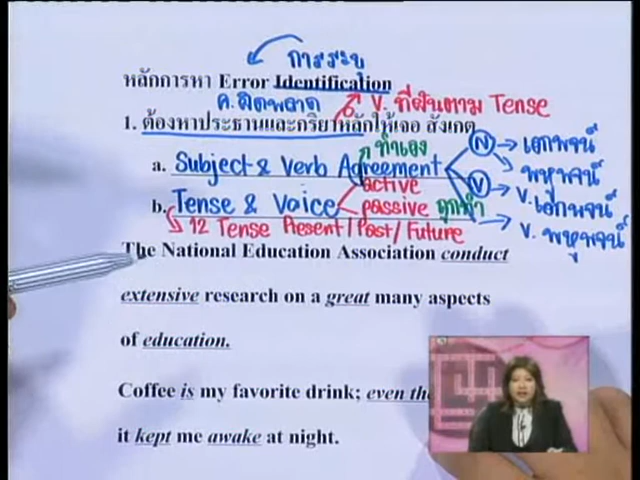 การระบุ
หลักการหา Error Identification
ค.ผิดพลาด V. ที่ผันตาม Tense
1. ต้องหาประธานและกริยาหลักให้เจอ สังเกต
ทำเอง N เอกพจน์
a. Subject & Verb Agreement พหูพจน์
active V V. เอกพจน์
b. Tense & Voice passive ถูกทำ V. พหูพจน์
12 Tense Present / Past / Future
The National Education Association conduct
extensive research on a great many aspects
of education.
Coffee is my favorite drink; even
it kept me awake at night.